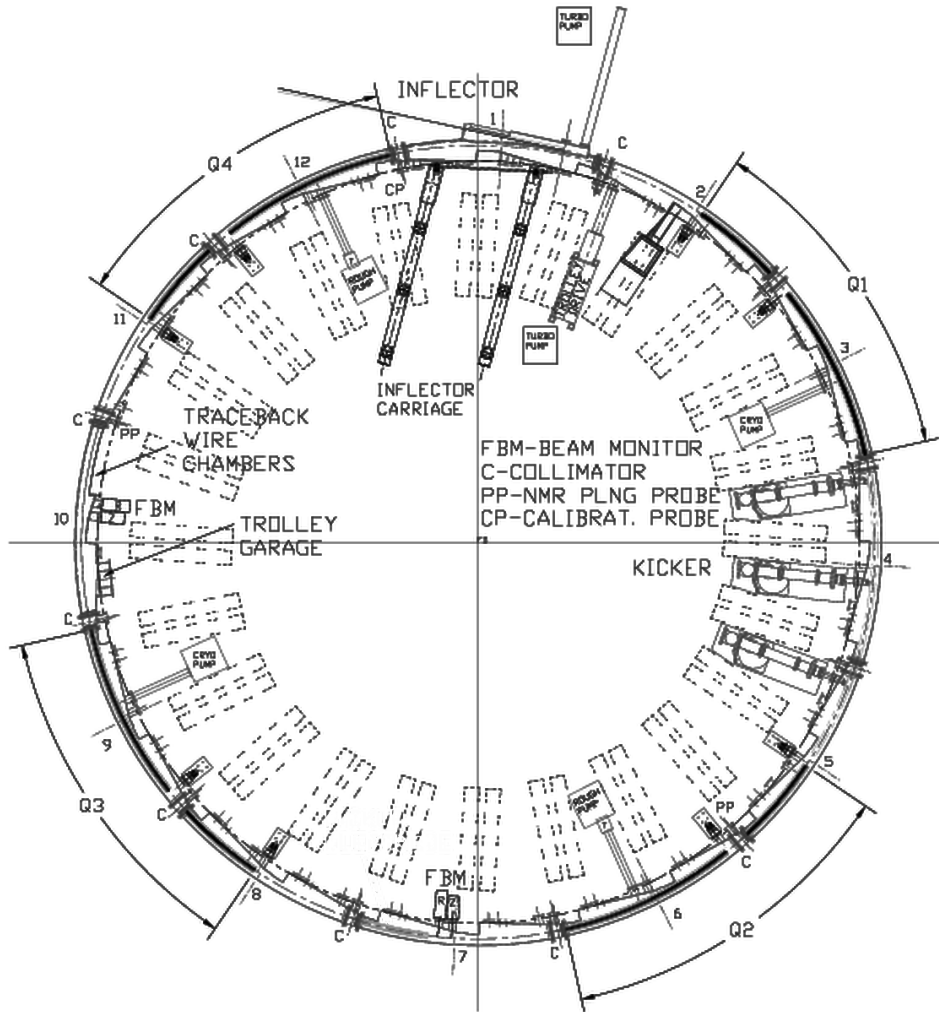 TURBO
PUMP
INFLECTOR
C
1
C
Q4
12
CP
2
C
ROUGH
PUMP
TROLLEY
DRIVE
Q1
11
TURBO
PUMP
3
INFLECTOR
CARRIAGE
C
PP
TRACEBACK
WIRE
CHAMBERS
CRYO
PUMP
FBM-BEAM MONITOR
C-COLLIMATOR
PP-NMR PLNG PROBE
CP-CALIBRAT. PROBE
10
R
Z
FBM
TROLLEY
GARAGE
KICKER
4
C
CRYO
PUMP
9
5
Q3
C
ROUGH
PUMP
PP
C
8
FBM
R
Z
6
Q2
C
C
7